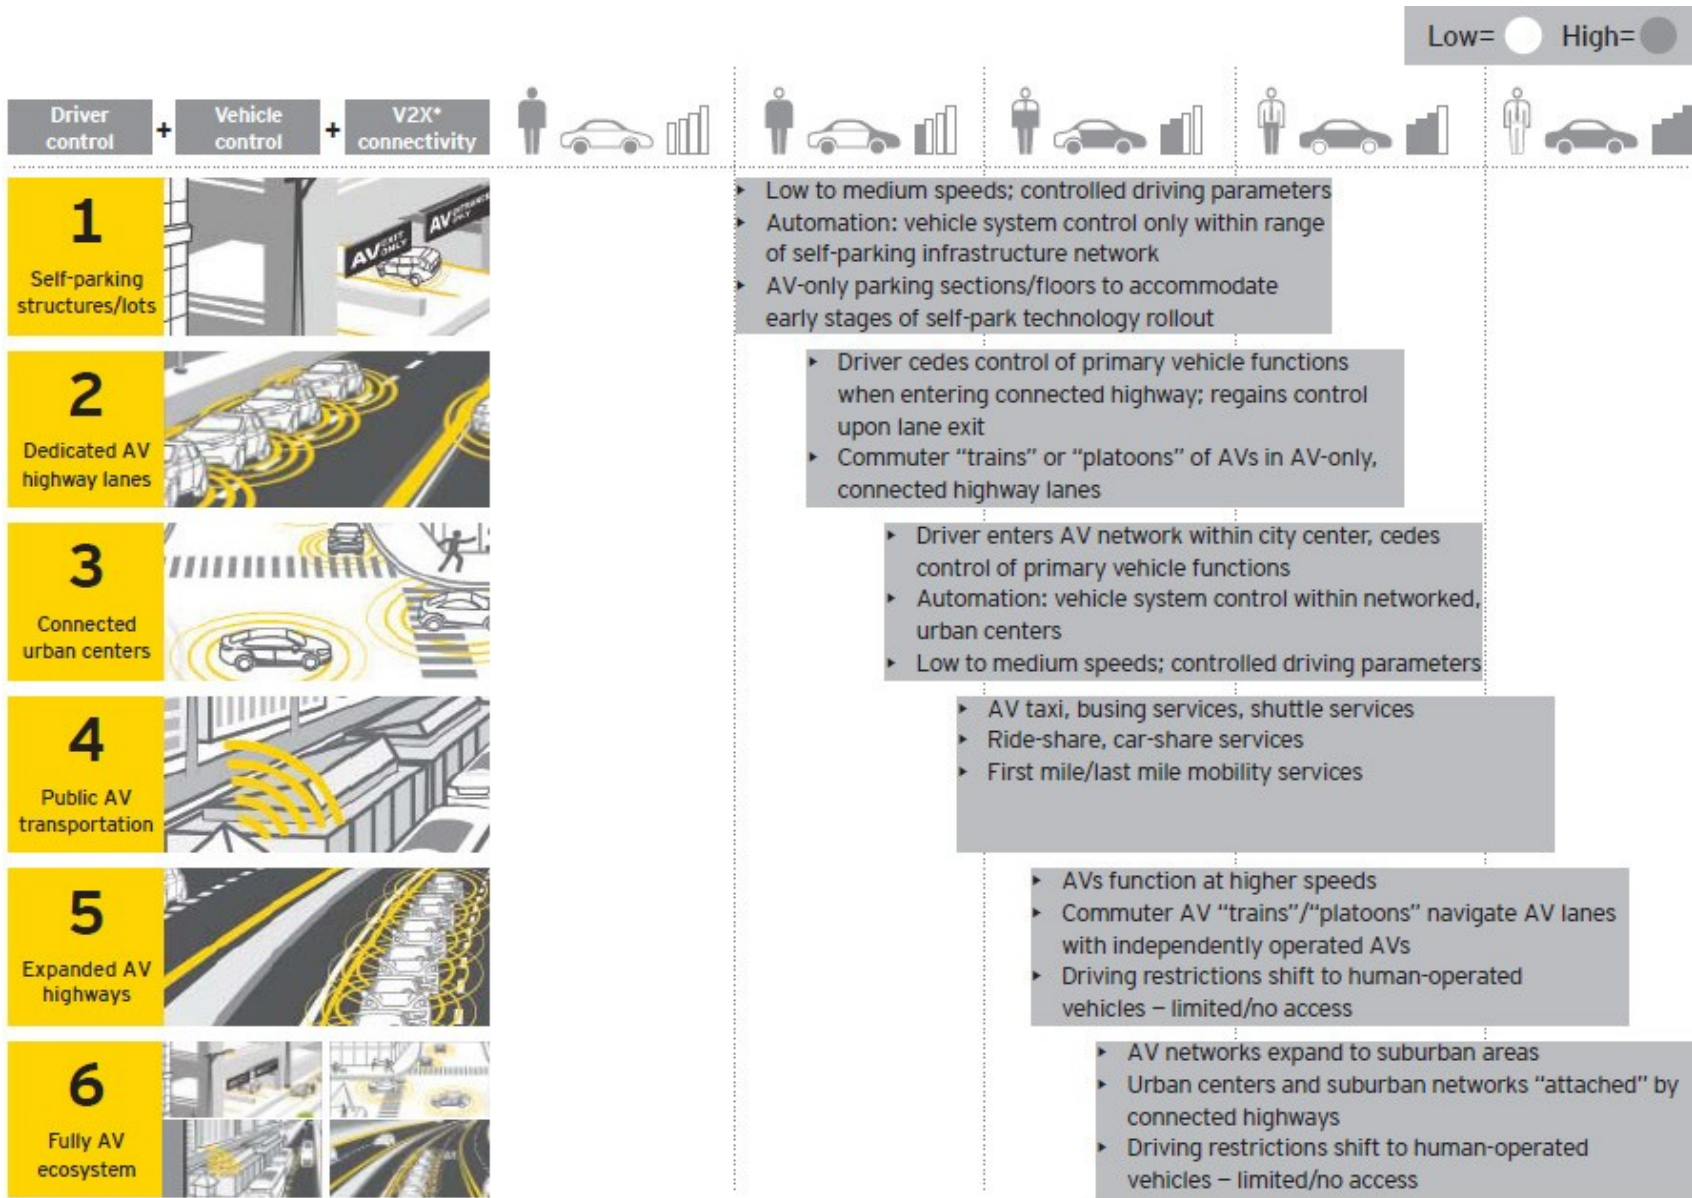 Low= High=
Driver
control
+
Vehicle
control
+
V2X*
connectivity
1
Self-parking
structures/lots
AV EXIT ONLY
AV ENTRANCE ONLY
▸ Low to medium speeds; controlled driving parameters
▸ Automation: vehicle system control only within range
of self-parking infrastructure network
▸ AV-only parking sections/floors to accommodate
early stages of self-park technology rollout
2
Dedicated AV
highway lanes
▸ Driver cedes control of primary vehicle functions
when entering connected highway; regains control
upon lane exit
▸ Commuter “trains” or “platoons” of AVs in AV-only,
connected highway lanes
3
Connected
urban centers
▸ Driver enters AV network within city center, cedes
control of primary vehicle functions
▸ Automation: vehicle system control within networked,
urban centers
▸ Low to medium speeds; controlled driving parameters
4
Public AV
transportation
▸ AV taxi, busing services, shuttle services
▸ Ride-share, car-share services
▸ First mile/last mile mobility services
5
Expanded AV
highways
▸ AVs function at higher speeds
▸ Commuter AV “trains”/“platoons” navigate AV lanes
with independently operated AVs
▸ Driving restrictions shift to human-operated
vehicles – limited/no access
6
Fully AV
ecosystem
▸ AV networks expand to suburban areas
▸ Urban centers and suburban networks “attached” by
connected highways
▸ Driving restrictions shift to human-operated
vehicles – limited/no access